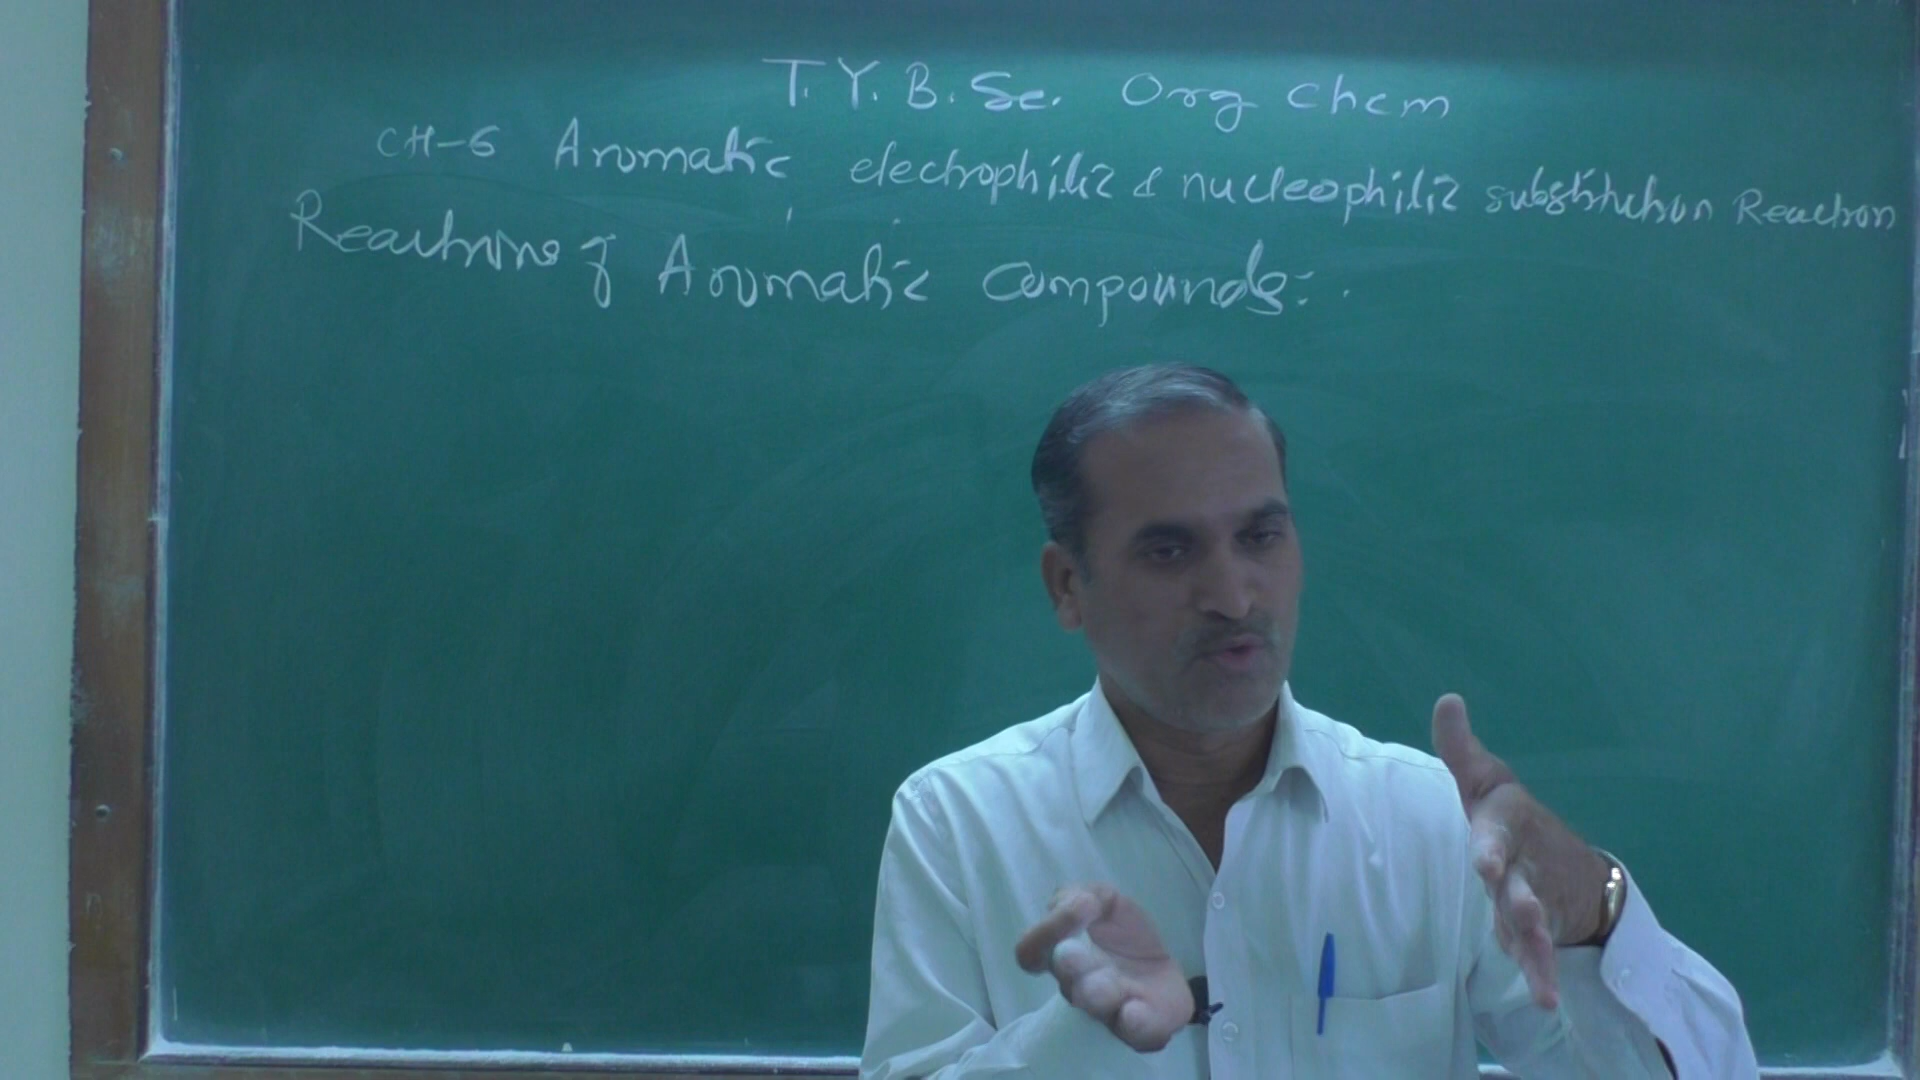 T.Y. B.Sc. Org chem
CH-6 Aromatic electrophilic & nucleophilic substitution Reaction
Reactions of Aromatic compounds: